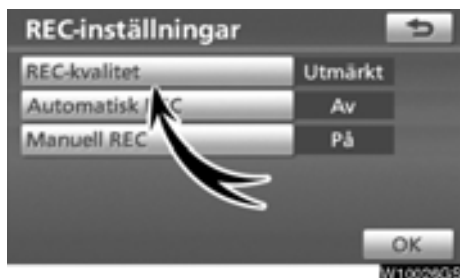 REC-inställningar
REC-kvalitet Utmärkt
Automatisk Av
Manuell REC På
OK